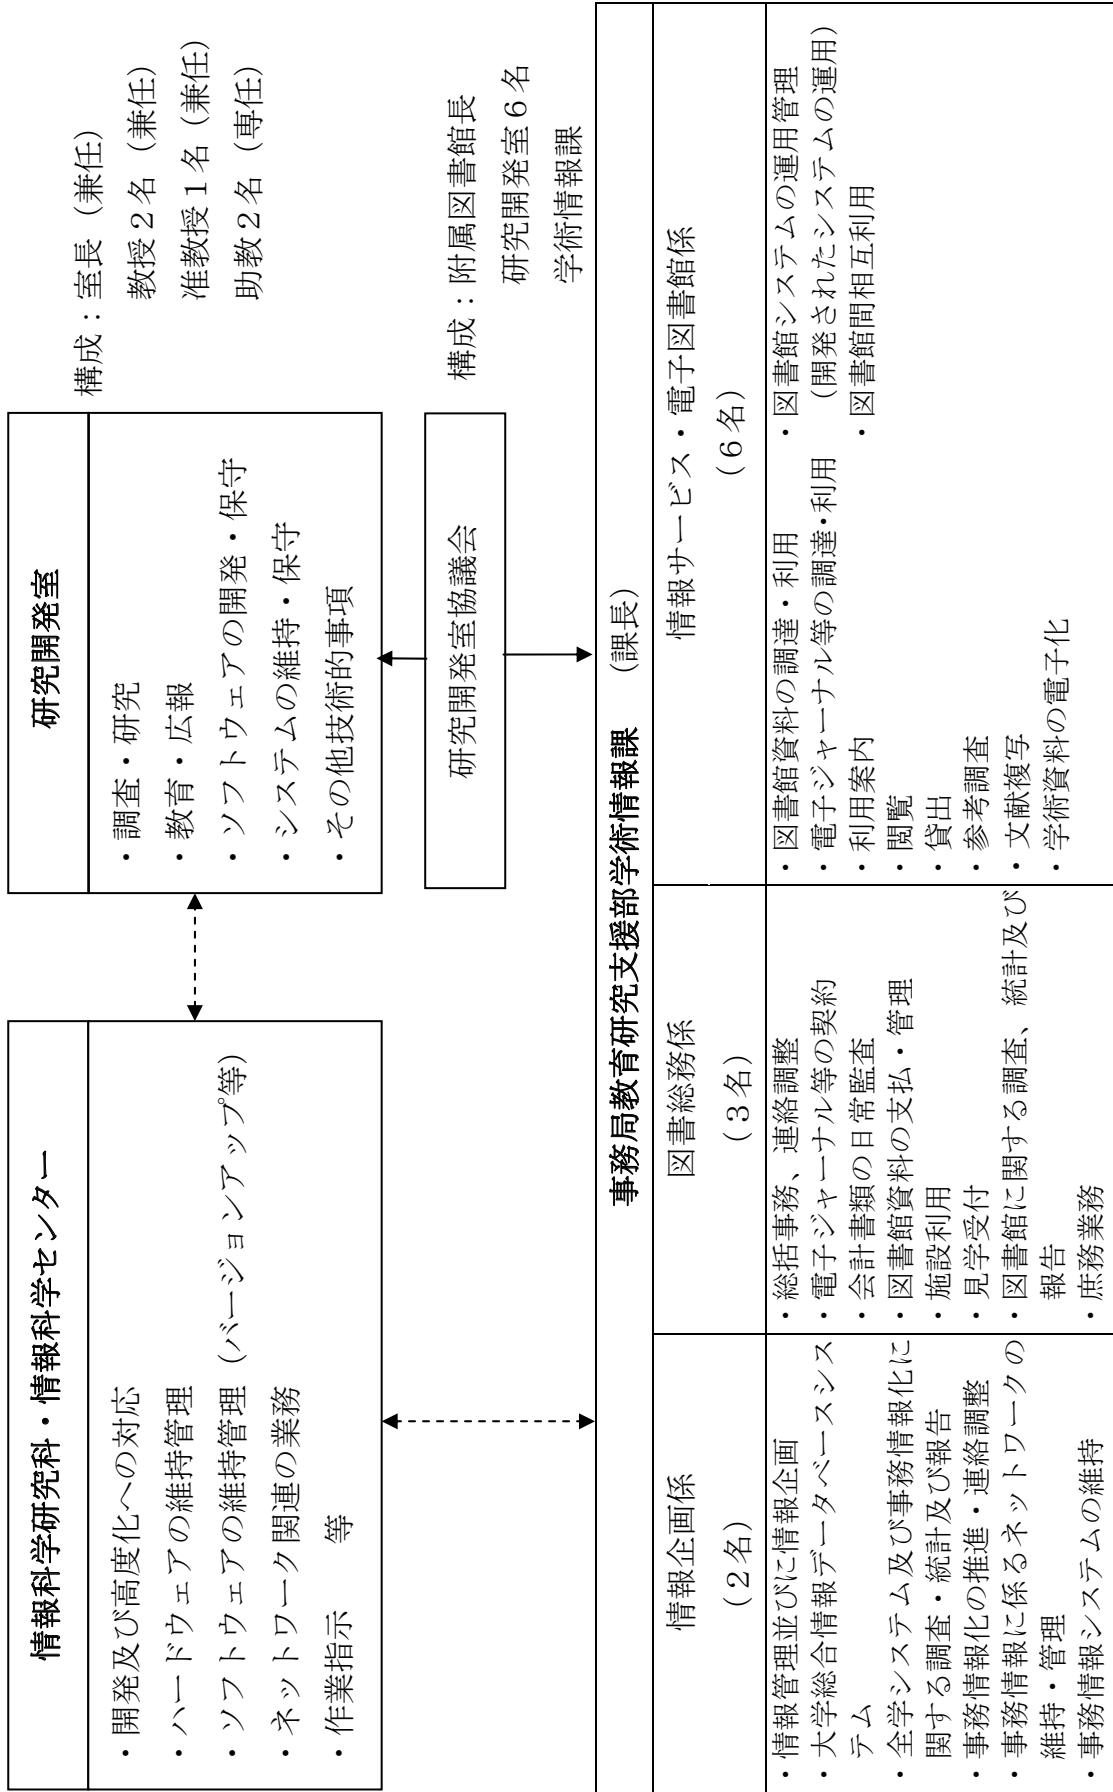 情報科学研究科・情報科学センター
・開発及び高度化への対応
・ハードウェアの維持管理
・ソフトウェアの維持管理（バージョンアップ等）
・ネットワーク関連の業務
・作業指示　　等
研究開発室
・調査・研究
・教育・広報
・ソフトウェアの開発・保守
・システムの維持・保守
・その他技術的事項
構成：室長（兼任）
教授２名（兼任）
准教授１名（兼任）
助教２名（専任）
研究開発室協議会
構成：附属図書館長
研究開発室６名
学術情報課
事務局教育研究支援部学術情報課　（課長）
情報企画係
（２名）
・情報管理並びに情報企画
・大学総合情報データベースシス
テム
・全学システム及び事務情報化に
関する調査・統計及び報告
・事務情報化の推進・連絡調整
・事務情報に係るネットワークの
維持・管理
・事務情報システムの維持
図書総務係
（３名）
・総括事務、連絡調整
・電子ジャーナル等の契約
・会計書類の日常監査
・図書館資料の支払・管理
・施設利用
・見学受付
・図書館に関する調査、統計及び
報告
・庶務業務
情報サービス・電子図書館係
（６名）
・図書館資料の調達・利用
・電子ジャーナル等の調達・利用
・利用案内
・閲覧
・貸出
・参考調査
・文献複写
・学術資料の電子化
・図書館システムの運用管理
（開発されたシステムの運用）
・図書館間相互利用